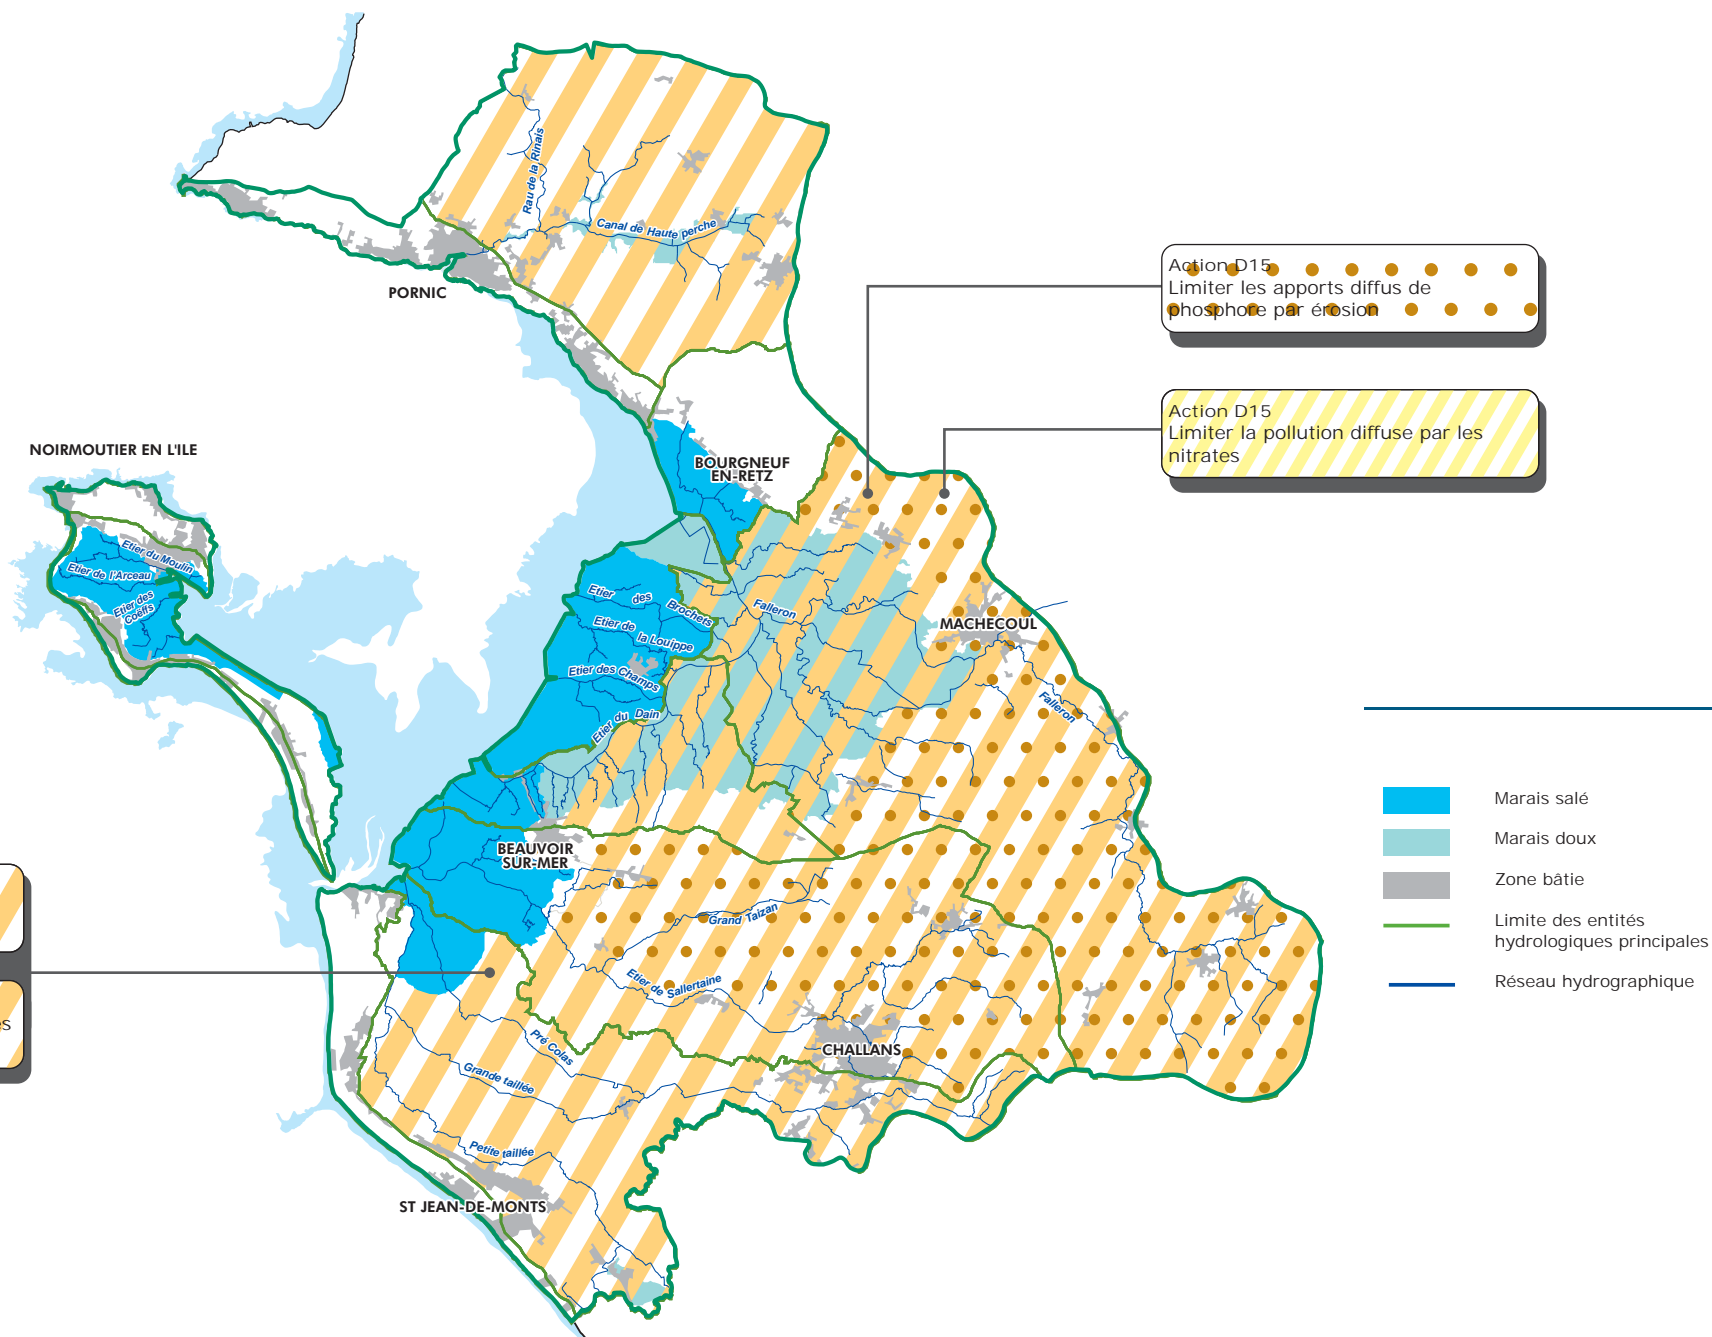 Rau de la Rinais
Canal de Haute perche
PORNIC
Action D15
Limiter les apports diffus de
phosphore par érosion
Action D15
Limiter la pollution diffuse par les
nitrates
NOIRMOUTIER EN L'ILE
BOURGNEUF
EN-RETZ
Etier du Moulin
Etier de l'Arceau
Etier des
Coëffs
Etier des Brochets
Falleron
Etier de la Louippe
MACHECOUL
Etier des Champs
Falleron
Etier du Dain
Marais salé
Marais doux
Zone bâtie
Limite des entités
hydrologiques principales
Réseau hydrographique
BEAUVOIR
SUR-MER
Grand Taizan
Etier de Sallertaine
Pré Colas
CHALLANS
Grande taillée
Petite taillée
ST JEAN-DE-MONTS